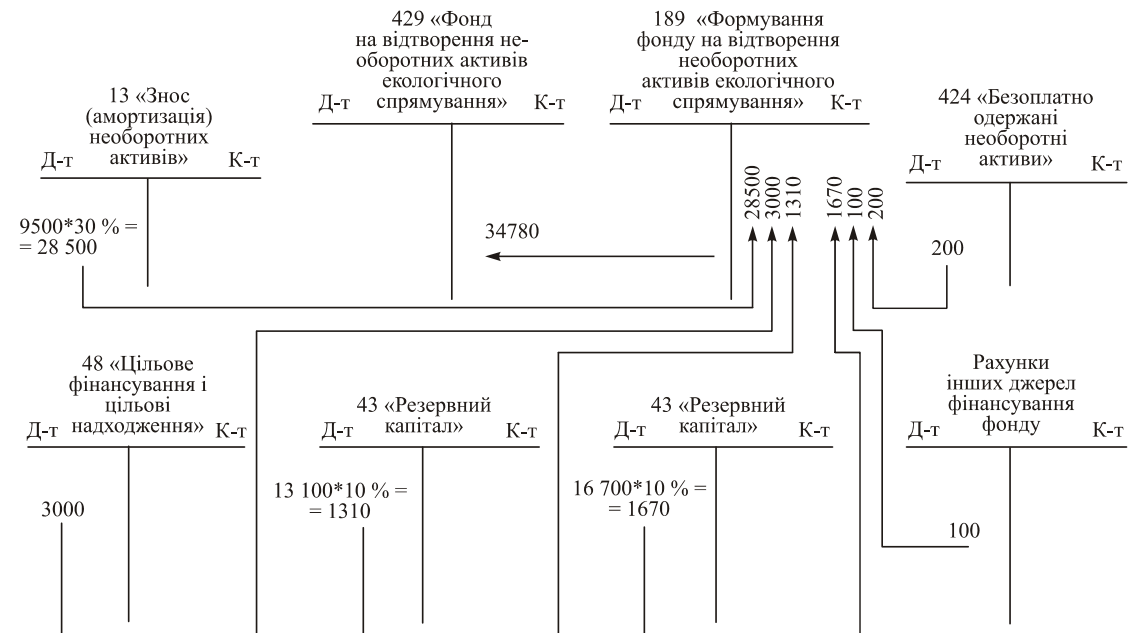 429 «Фонд
на відтворення не-
оборотних активів
екологічного
спрямування»
Д-т
К-т
189 «Формування
фонду на відтворення
необоротних
активів екологічного
спрямування»
Д-т
К-т
13 «Знос
(амортизація)
необоротних
активів»
Д-т
К-т
424 «Безоплатно
одержані
необоротні
активи»
Д-т
К-т
9500*30 % =
= 28 500
34780
28500
3000
1310
1670
100
200
200
48 «Цільове
фінансування і
цільові
надходження»
Д-т
К-т
43 «Резервний
капітал»
Д-т
К-т
43 «Резервний
капітал»
Д-т
К-т
Рахунки
інших джерел
фінансування
фонду
Д-т
К-т
3000
13 100*10 % =
= 1310
16 700*10 % =
= 1670
100